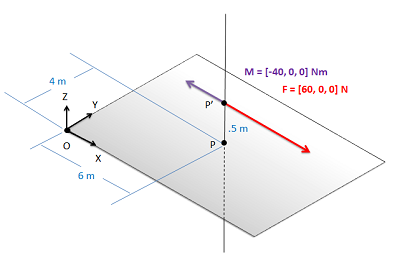 M = [-40, 0, 0] Nm
F = [60, 0, 0] N
4 m
Z
Y
P'
.5 m
O
P
X
6 m